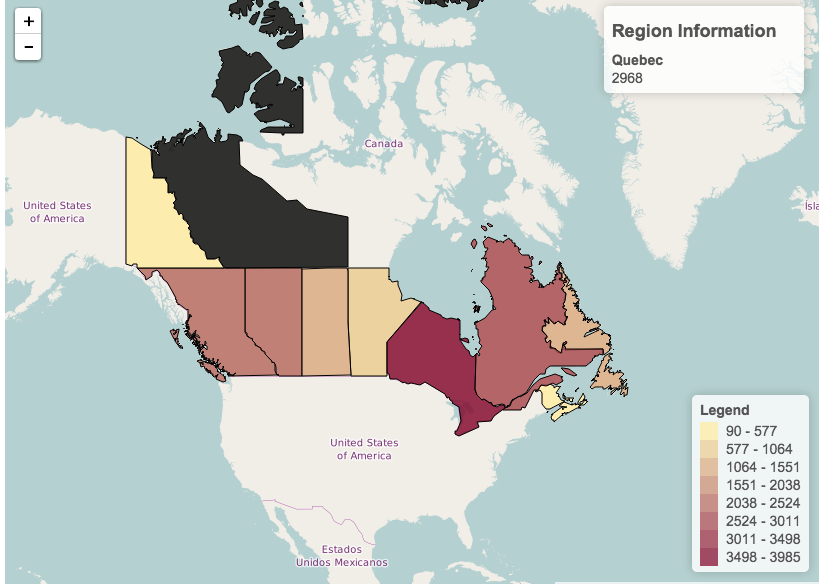 +
−
Region Information
Quebec
2968
Canada
United States
of America
United States
of America
Estados
Unidos Mexicanos
Legend
90 - 577
577 - 1064
1064 - 1551
1551 - 2038
2038 - 2524
2524 - 3011
3011 - 3498
3498 - 3985